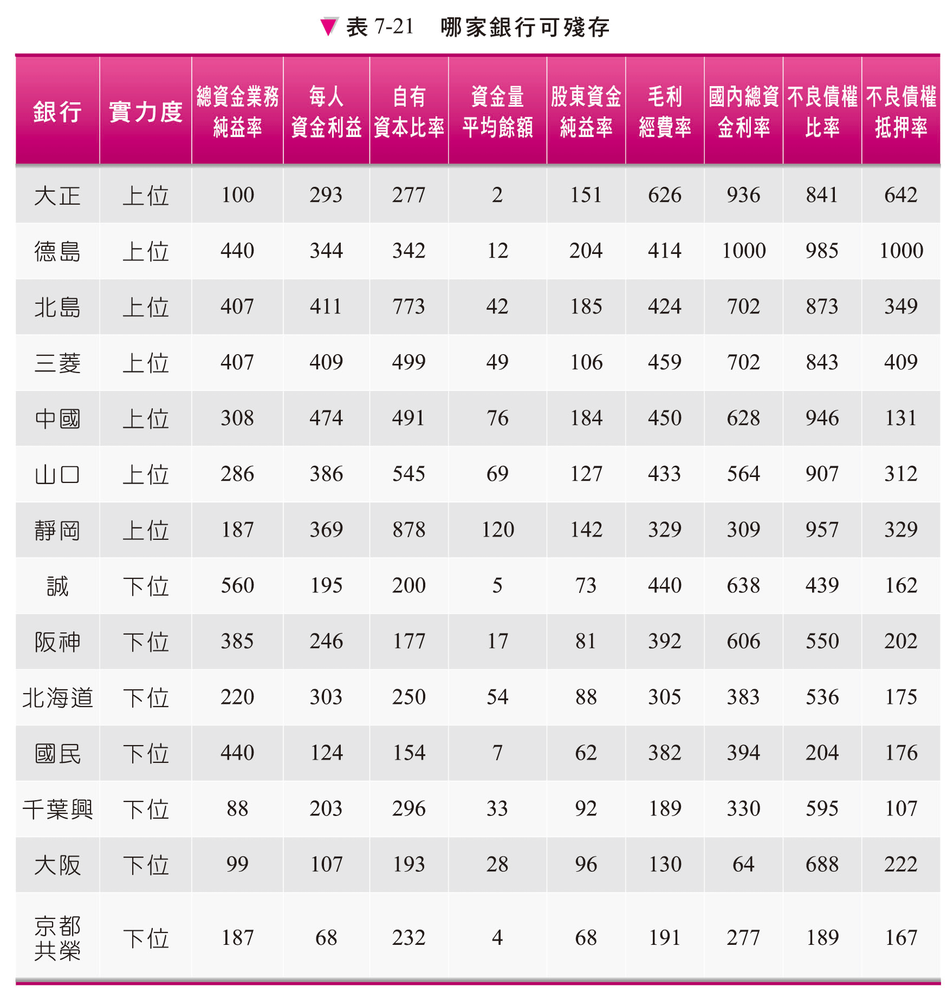 ▼表 7-21 哪家銀行可殘存
銀行 實力度 總資金業務純益率 每人資金利益 自有資本比率 資金量平均餘額 股東資金純益率 毛利經費率 國內總資金利率 不良債權比率 不良債權抵押率
大正 上位 100 293 277 2 151 626 936 841 642
德島 上位 440 344 342 12 204 414 1000 985 1000
北島 上位 407 411 773 42 185 424 702 873 349
三菱 上位 407 409 499 49 106 459 702 843 409
中國 上位 308 474 491 76 184 450 628 946 131
山口 上位 286 386 545 69 127 433 564 907 312
靜岡 上位 187 369 878 120 142 329 309 957 329
誠 下位 560 195 200 5 73 440 638 439 162
阪神 下位 385 246 177 17 81 392 606 550 202
北海道 下位 220 303 250 54 88 305 383 536 175
國民 下位 440 124 154 7 62 382 394 204 176
千葉興 下位 88 203 296 33 92 189 330 595 107
大阪 下位 99 107 193 28 96 130 64 688 222
京都共榮 下位 187 68 232 4 68 191 277 189 167